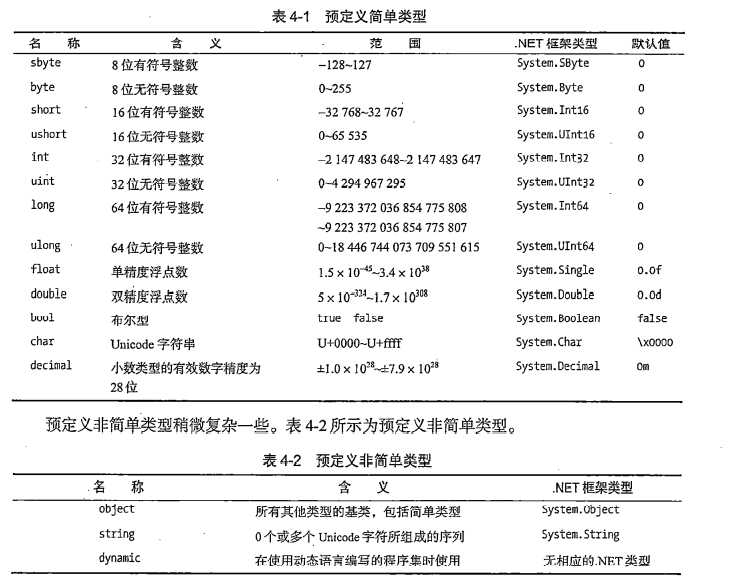 表 4-1 预定义简单类型
名 称 含 义 范 围 .NET 框架类型 默认值
sbyte 8 位有符号整数 −128~127 System.SByte 0
byte 8 位无符号整数 0~255 System.Byte 0
short 16 位有符号整数 −32 768~32 767 System.Int16 0
ushort 16 位无符号整数 0~65 535 System.UInt16 0
int 32 位有符号整数 −2 147 483 648~2 147 483 647 System.Int32 0
uint 32 位无符号整数 0~4 294 967 295 System.UInt32 0
long 64 位有符号整数 −9 223 372 036 854 775 808 System.Int64 0
~9 223 372 036 854 775 807
ulong 64 位无符号整数 0~18 446 744 073 709 551 615 System.UInt64 0
float 单精度浮点数 1.5 × 10⁻⁴⁵~3.4 × 10³⁸ System.Single 0.0f
double 双精度浮点数 5 × 10⁻³²⁴~1.7 × 10³⁰⁸ System.Double 0.0d
bool 布尔型 true false System.Boolean false
char Unicode 字符串 U+0000~U+ffff System.Char \x0000
decimal 小数类型的有效数字精度为 ±1.0 × 10²⁸~±7.9 × 10²⁸ System.Decimal 0m
28 位
预定义非简单类型稍微复杂一些。表 4-2 所示为预定义非简单类型。
表 4-2 预定义非简单类型
名 称 含 义 .NET 框架类型
object 所有其他类型的基类，包括简单类型 System.Object
string 0 个或多个 Unicode 字符所组成的序列 System.String
dynamic 在使用动态语言编写的程序集时使用 无相应的.NET 类型